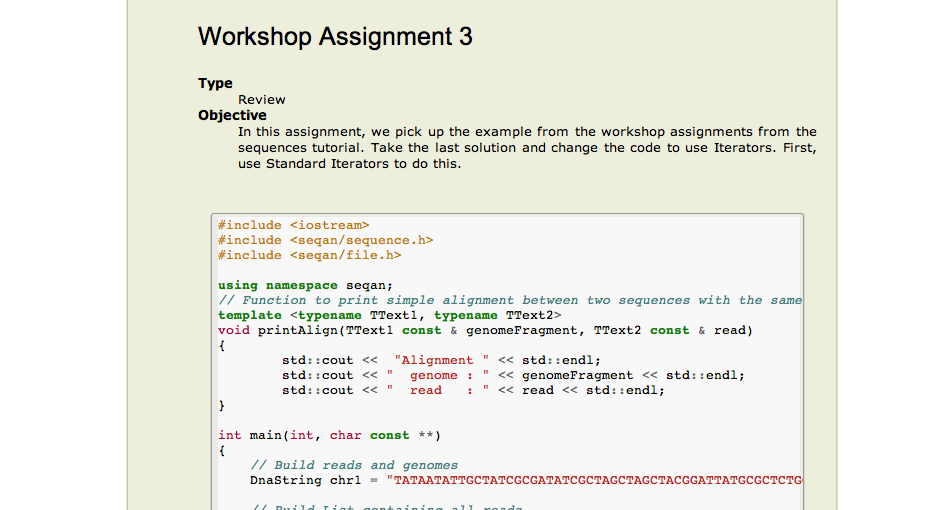 Workshop Assignment 3
Type
Review
Objective
In this assignment, we pick up the example from the workshop assignments from the
sequences tutorial. Take the last solution and change the code to use Iterators. First,
use Standard Iterators to do this.
#include <iostream>
#include <seqan/sequence.h>
#include <seqan/file.h>
using namespace seqan;
// Function to print simple alignment between two sequences with the same
template <typename TText1, typename TText2>
void printAlign(TText1 const & genomeFragment, TText2 const & read)
{
std::cout <<  "Alignment " << std::endl;
std::cout << "  genome : " << genomeFragment << std::endl;
std::cout << "  read   : " << read << std::endl;
}
int main(int, char const **)
{
// Build reads and genomes
DnaString chr1 = "TATAATATTGCTATCGCGATATCGCTAGCTAGCTACGGATTATGCGCTCTG
// Build List containing all reads